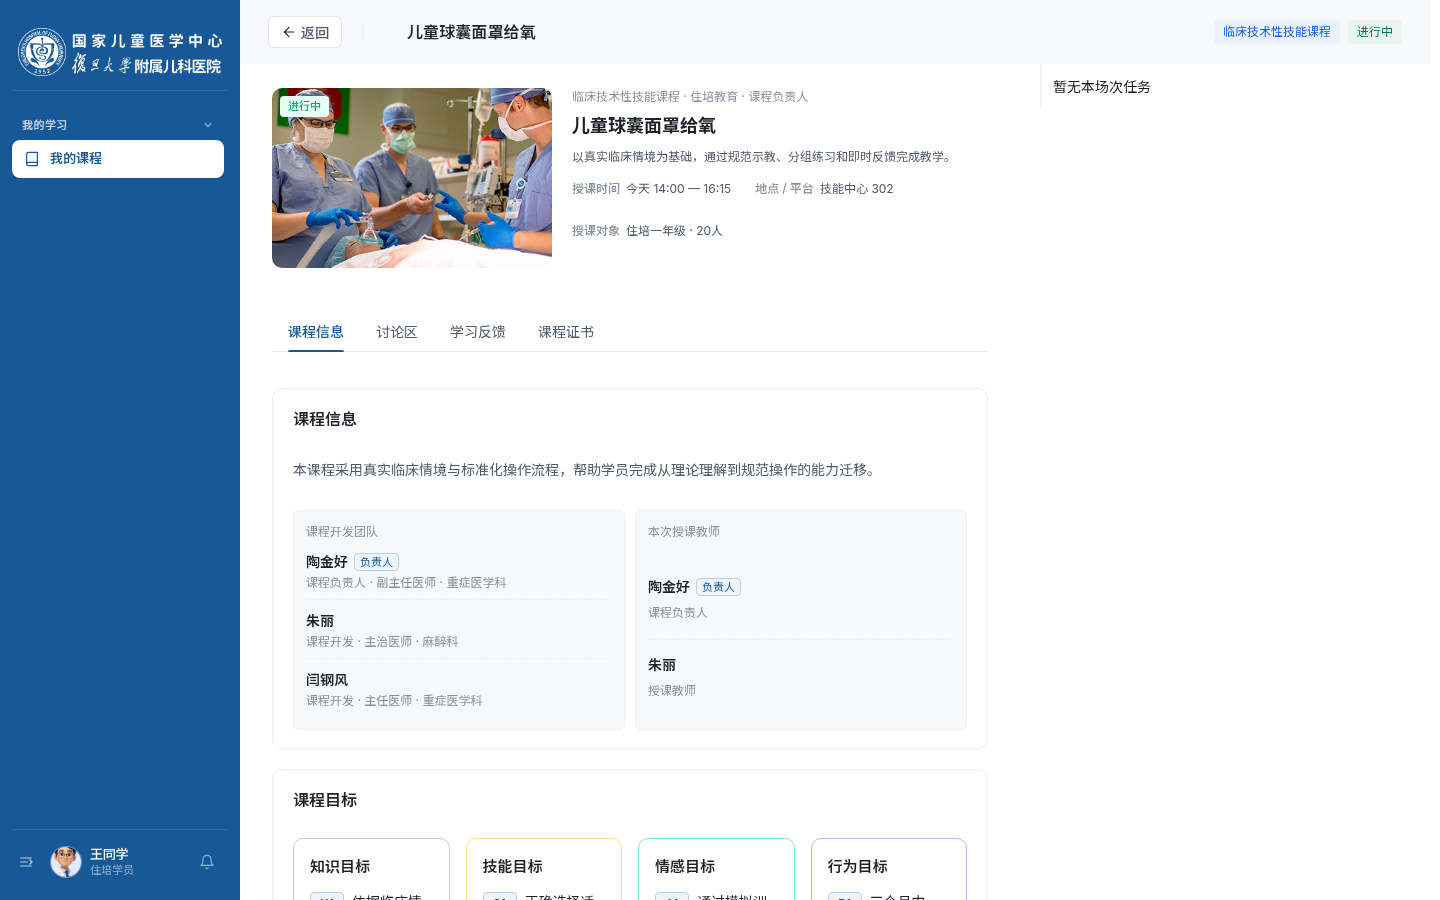 国家儿童医学中心
復旦大学附属儿科医院
1952
我的学习
我的课程
王同学
住培学员
返回
儿童球囊面罩给氧
临床技术性技能课程
进行中
进行中
临床技术性技能课程 · 住培教育 · 课程负责人
儿童球囊面罩给氧
以真实临床情境为基础，通过规范示教、分组练习和即时反馈完成教学。
授课时间 今天 14:00 — 16:15 地点 / 平台 技能中心 302
授课对象 住培一年级 · 20人
暂无本场次任务
课程信息
讨论区
学习反馈
课程证书
课程信息
本课程采用真实临床情境与标准化操作流程，帮助学员完成从理论理解到规范操作的能力迁移。
课程开发团队
陶金好 负责人
课程负责人 · 副主任医师 · 重症医学科
朱丽
课程开发 · 主治医师 · 麻醉科
闫钢风
课程开发 · 主任医师 · 重症医学科
本次授课教师
陶金好 负责人
课程负责人
朱丽
授课教师
课程目标
知识目标
技能目标
情感目标
行为目标